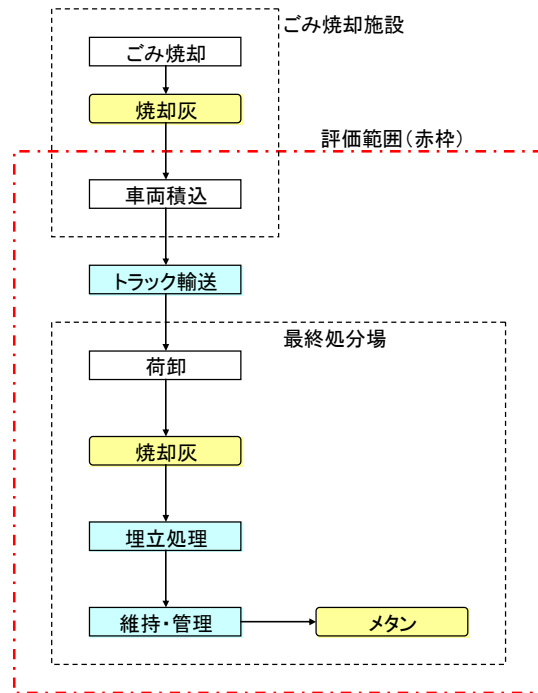 ごみ焼却施設
ごみ焼却
焼却灰
評価範囲(赤枠)
車両積込
トラック輸送
最終処分場
荷卸
焼却灰
埋立処理
維持・管理
メタン